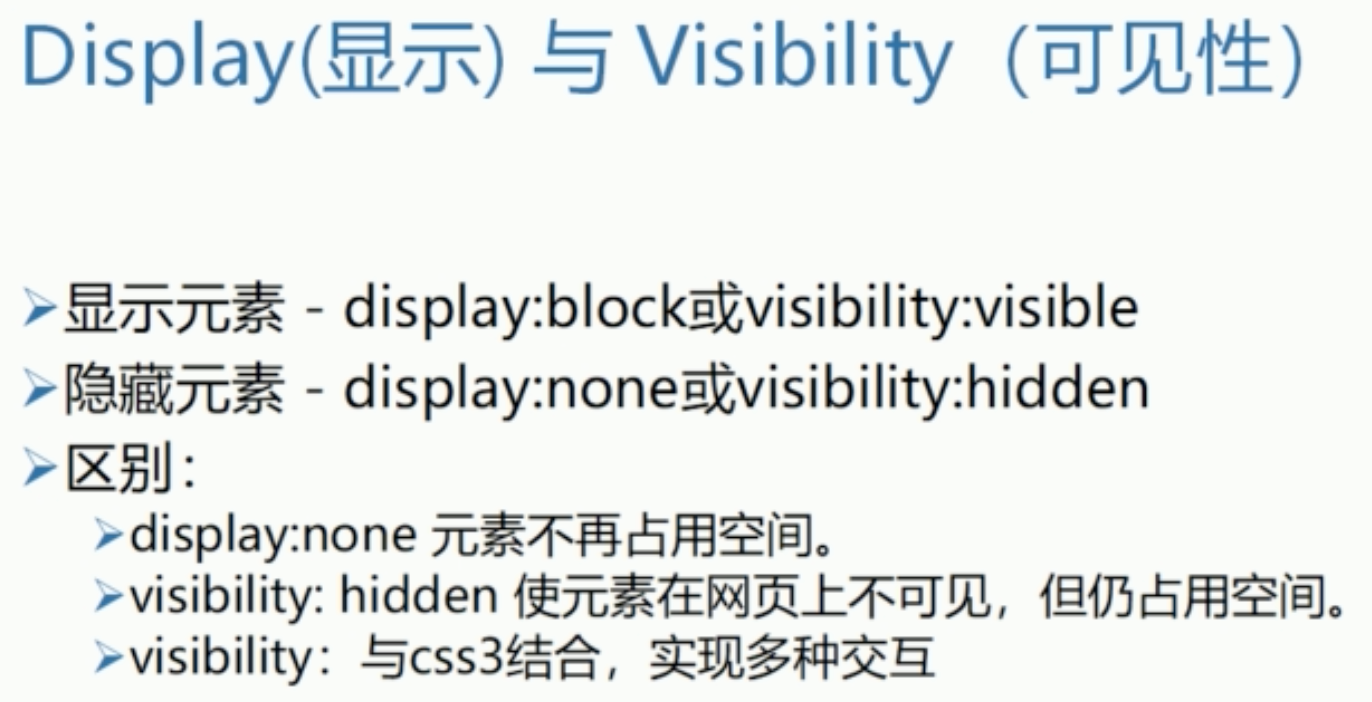 Display(显示) 与 Visibility（可见性）
➢显示元素 - display:block或visibility:visible
➢隐藏元素 - display:none或visibility:hidden
➢区别：
➢display:none 元素不再占用空间。
➢visibility: hidden 使元素在网页上不可见，但仍占用空间。
➢visibility：与css3结合，实现多种交互